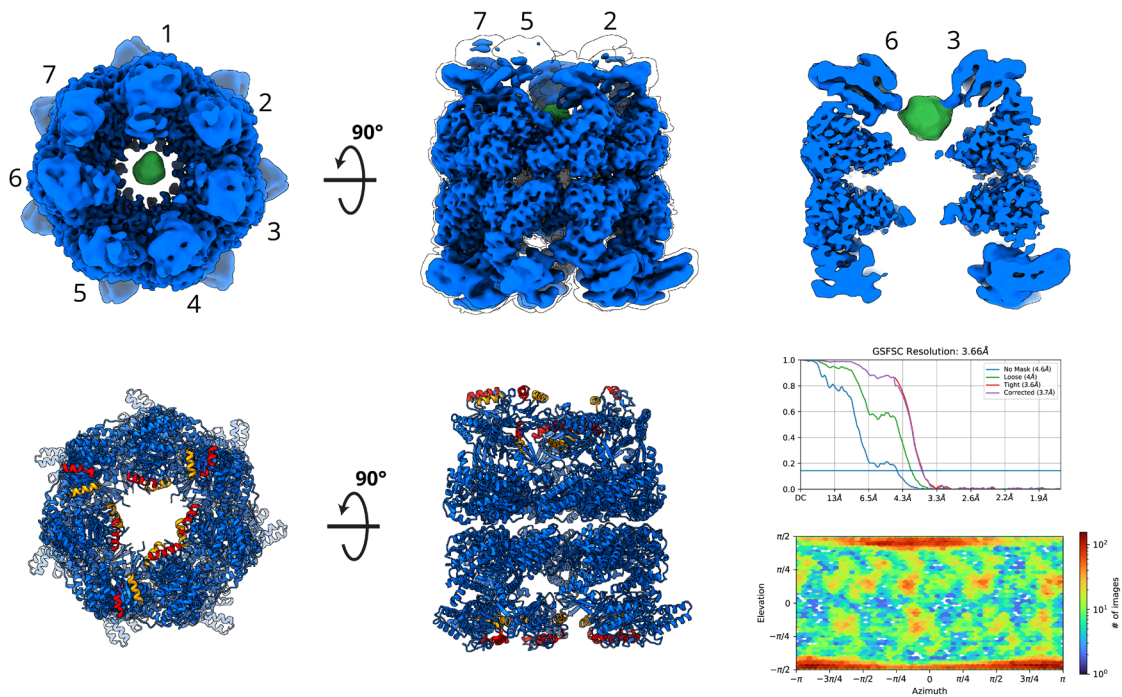 1
7
2
6
3
5
4
90°
7 5 2
6 3
90°
GSFSC Resolution: 3.66Å
1.0
0.8
0.6
0.4
0.2
0.0
No Mask (4.6Å)
Loose (4Å)
Tight (3.6Å)
Corrected (3.7Å)
DC 13Å 6.5Å 4.3Å 3.3Å 2.6Å 2.2Å 1.9Å
π/2
π/4
0
−π/4
−π/2
Elevation
−π −3π/4 −π/2 −π/4 0 π/4 π/2 3π/4 π
Azimuth
10²
10¹
10⁰
# of images